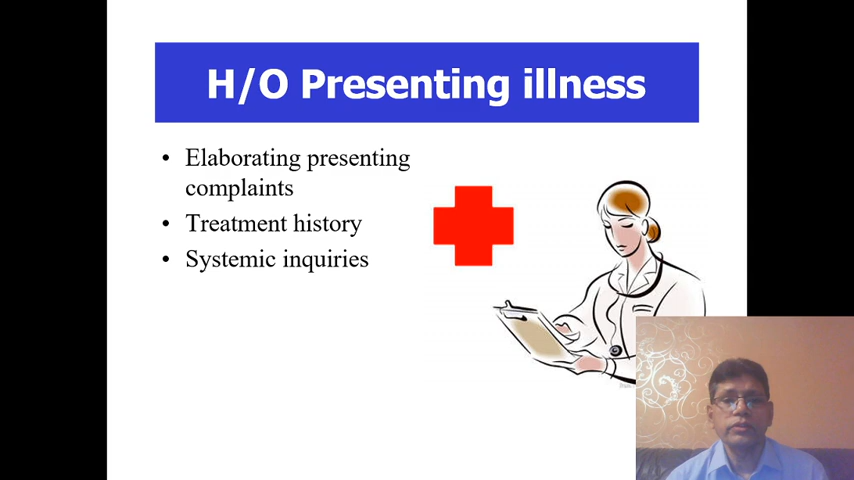 H/O Presenting illness
• Elaborating presenting
complaints
• Treatment history
• Systemic inquiries